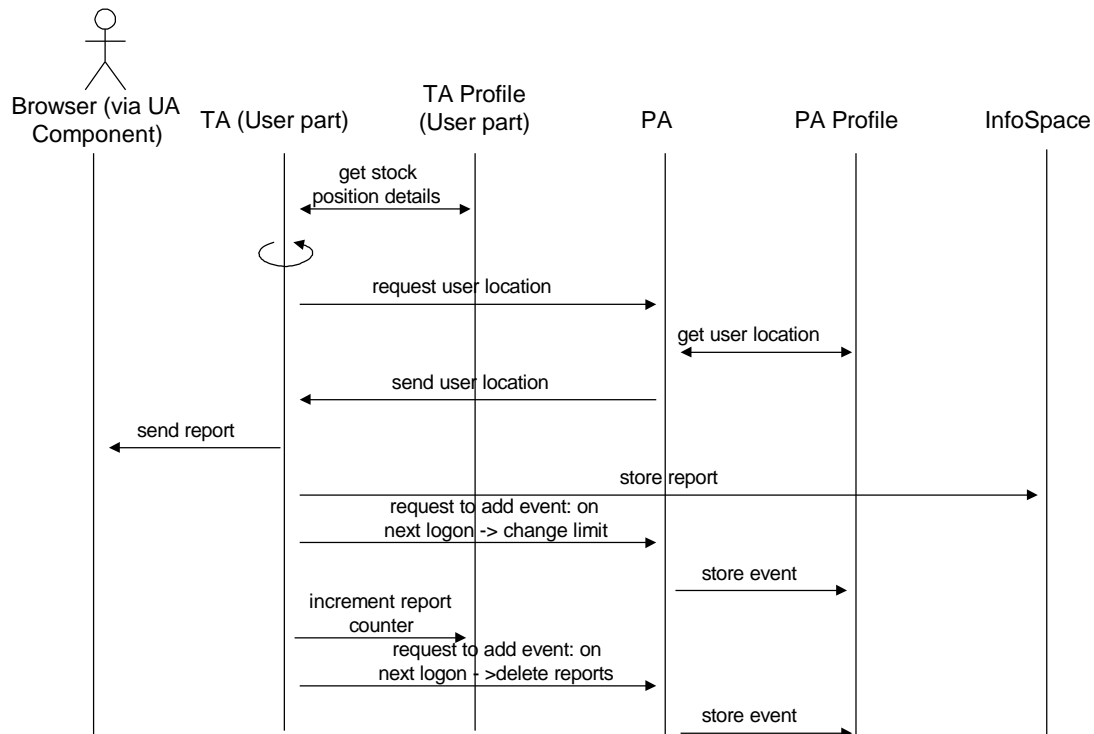 Browser (via UA
Component)
TA (User part)
TA Profile
(User part)
PA
PA Profile
InfoSpace
get stock
position details
request user location
get user location
send user location
send report
store report
request to add event: on
next logon -> change limit
store event
increment report
counter
request to add event: on
next logon - >delete reports
store event